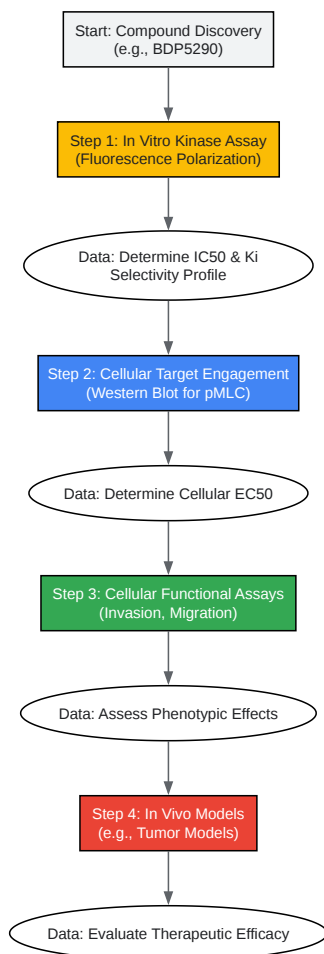 Start: Compound Discovery
(e.g., BDP5290)
Step 1: In Vitro Kinase Assay
(Fluorescence Polarization)
Data: Determine IC50 & Ki
Selectivity Profile
Step 2: Cellular Target Engagement
(Western Blot for pMLC)
Data: Determine Cellular EC50
Step 3: Cellular Functional Assays
(Invasion, Migration)
Data: Assess Phenotypic Effects
Step 4: In Vivo Models
(e.g., Tumor Models)
Data: Evaluate Therapeutic Efficacy